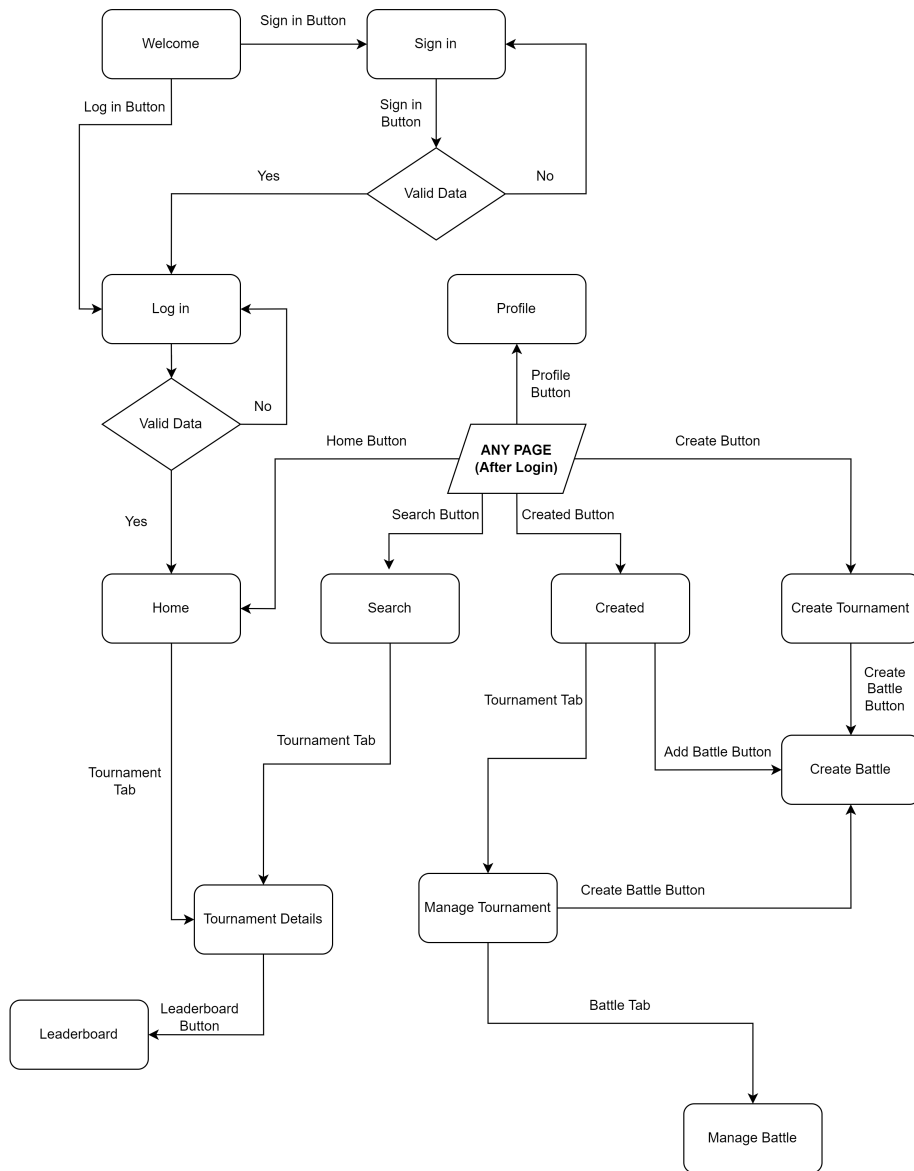 Sign in Button
Welcome
Sign in
Log in Button
Sign in
Button
Yes
Valid Data
No
Log in
Profile
Profile
Button
No
Valid Data
Home Button
ANY PAGE
(After Login)
Create Button
Yes
Search Button
Created Button
Home
Search
Created
Create Tournament
Create
Battle
Button
Tournament Tab
Tournament Tab
Add Battle Button
Create Battle
Tournament
Tab
Tournament Details
Manage Tournament
Create Battle Button
Leaderboard
Leaderboard
Button
Battle Tab
Manage Battle